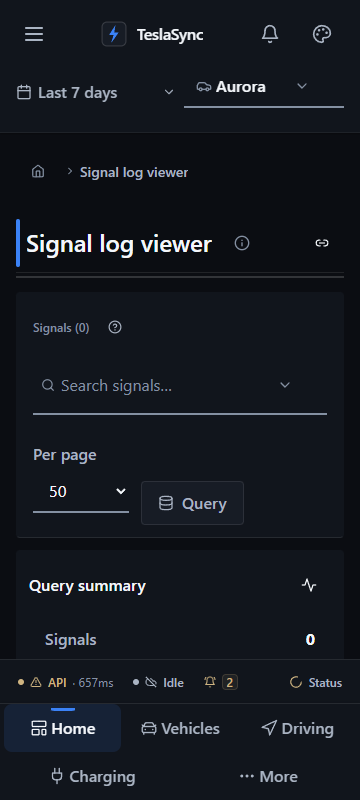 TeslaSync
Last 7 days
Aurora
Signal log viewer
Signal log viewer
Signals (0)
Search signals...
Per page
50
Query
Query summary
Signals 0
API · 657ms Idle 2 Status
Home Vehicles Driving
Charging More